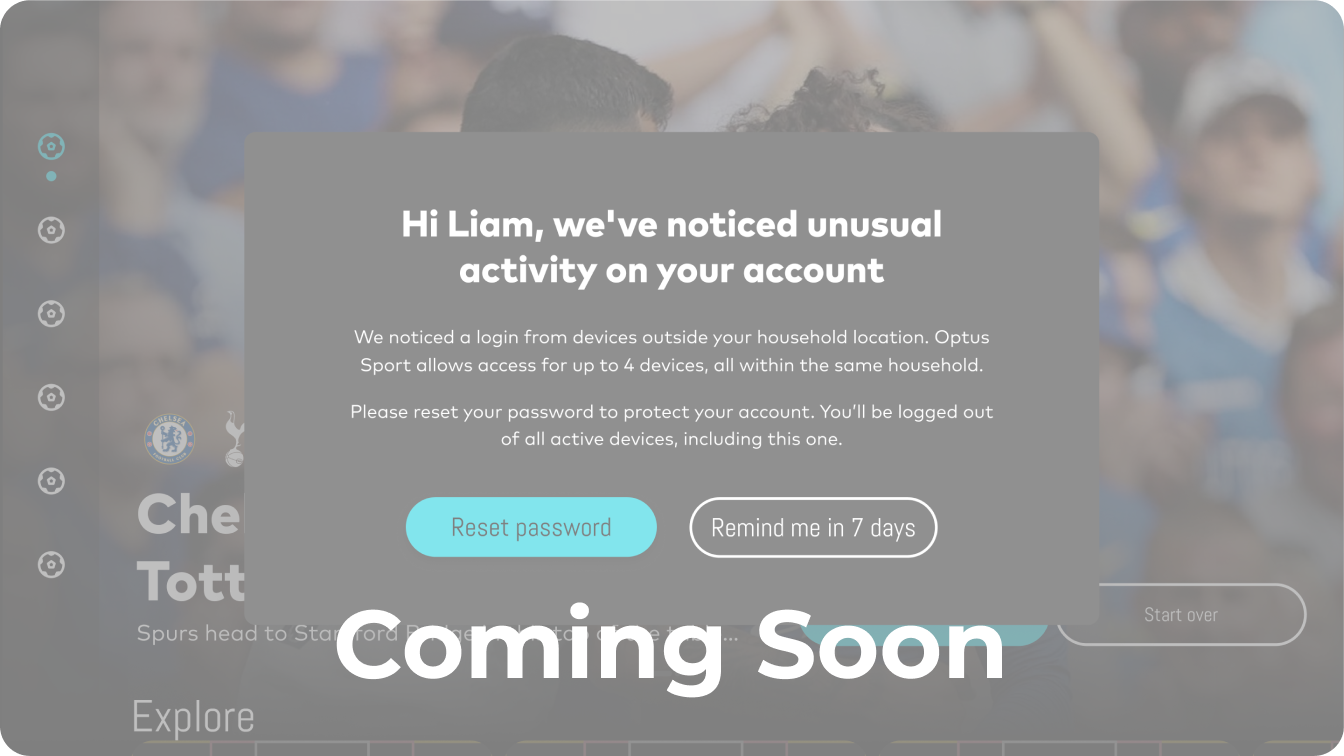 Hi Liam, we've noticed unusual
activity on your account
We noticed a login from devices outside your household location. Optus
Sport allows access for up to 4 devices, all within the same household.
Please reset your password to protect your account. You’ll be logged out
of all active devices, including this one.
Reset password
Remind me in 7 days
CHELSEA
FOOTBALL CLUB
Che
Tott
Spurs head to Stamford
Start over
Coming Soon
Explore